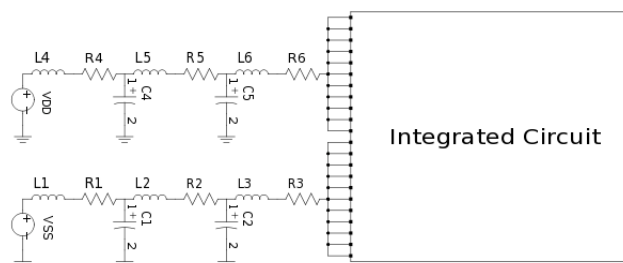 L4 R4 L5 R5 L6 R6
1 + C4 1 + C5
+ VDD -
2 2
Integrated Circuit
L1 R1 L2 R2 L3 R3
1 + C1 1 + C2
+ VSS -
2 2